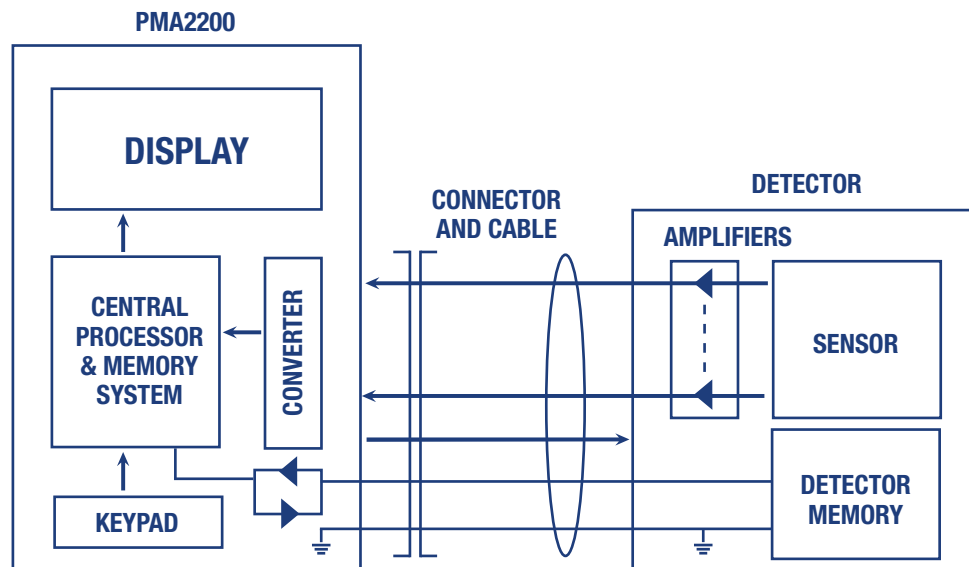 PMA2200
DISPLAY
CENTRAL
PROCESSOR
& MEMORY
SYSTEM
CONVERTER
KEYPAD
CONNECTOR
AND CABLE
DETECTOR
AMPLIFIERS
SENSOR
DETECTOR
MEMORY